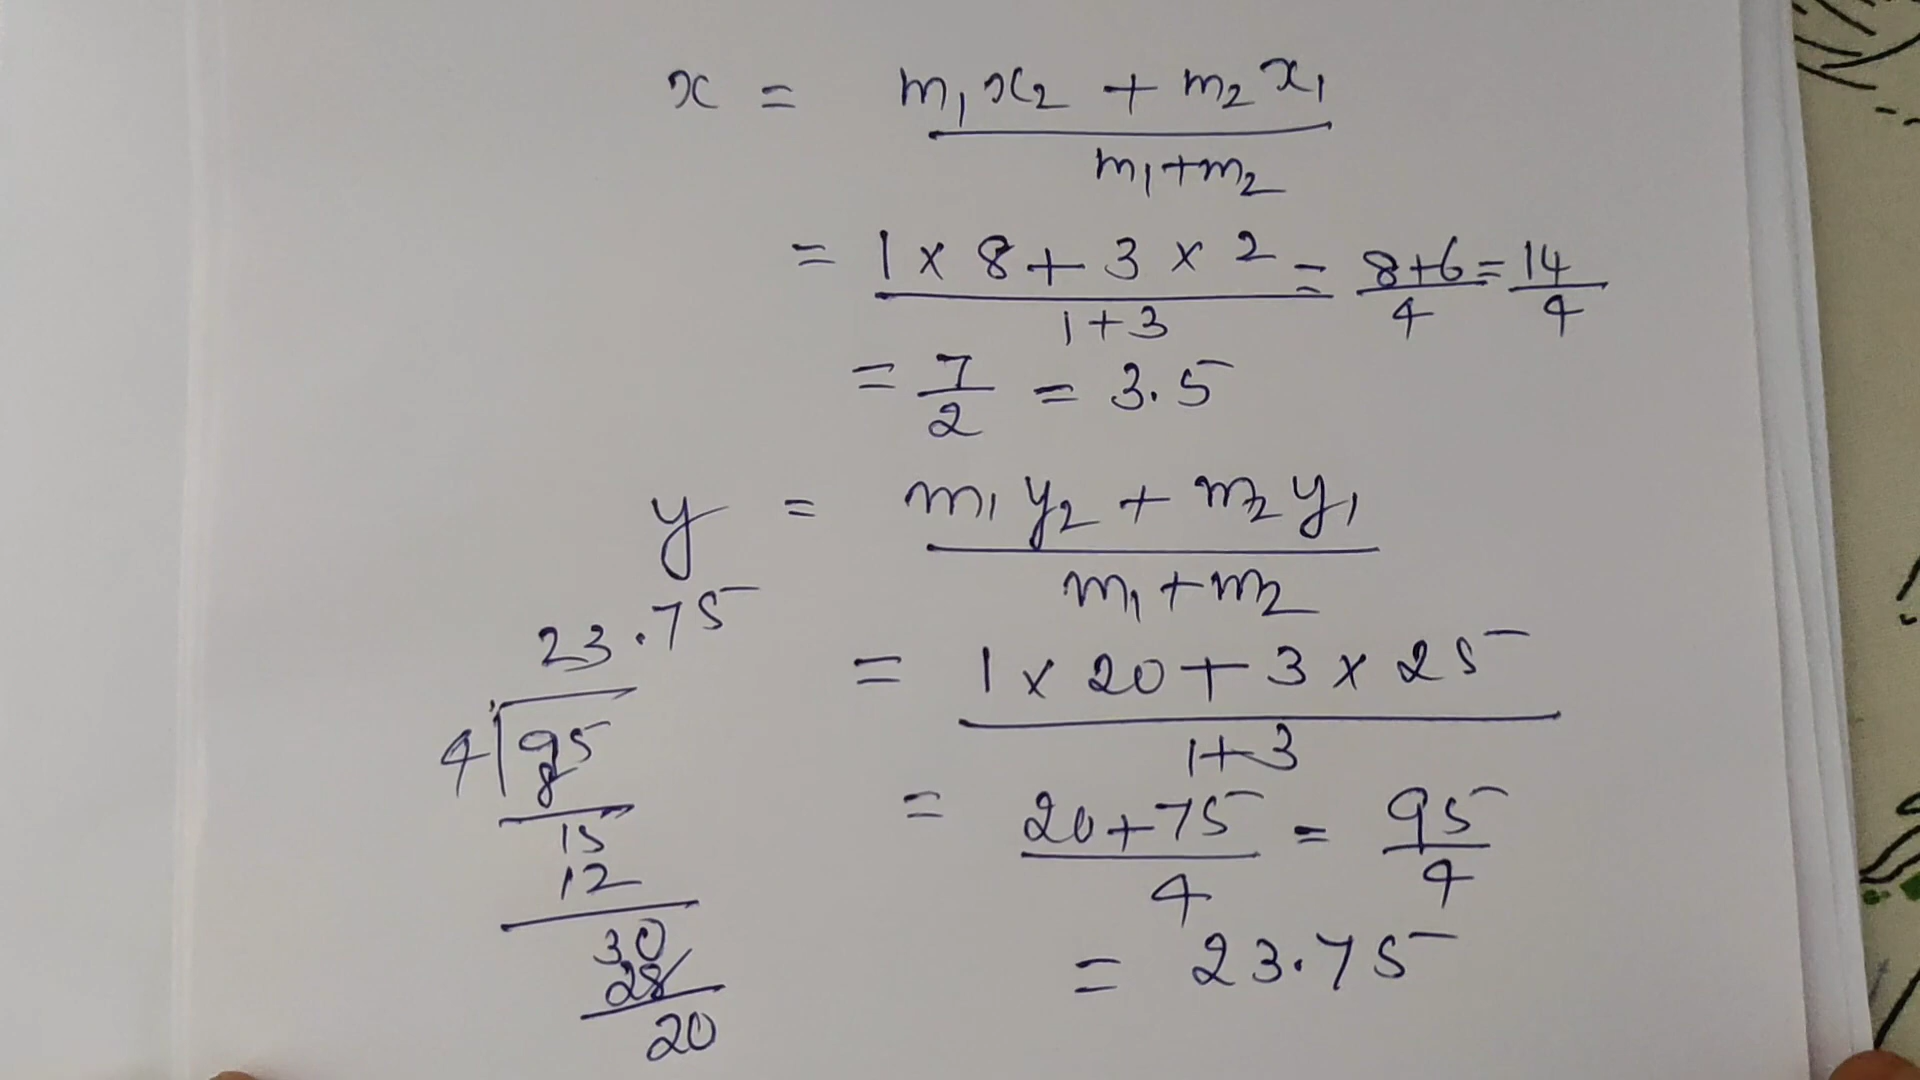 x = m₁x₂ + m₂x₁
m₁+m₂
= 1 × 8 + 3 × 2 = 8+6 = 14
1+3 4 4
= 7 = 3.5
2
y = m₁y₂ + m₂y₁
m₁+m₂
= 1 × 20 + 3 × 25
1+3
= 20+75 = 95
4 4
= 23.75
23.75
4 95
8
15
12
30
28
20